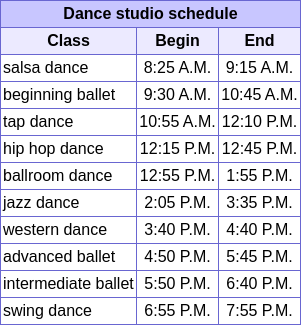 Dance studio schedule
Class Begin End
salsa dance 8:25 A.M. 9:15 A.M.
beginning ballet 9:30 A.M. 10:45 A.M.
tap dance 10:55 A.M. 12:10 P.M.
hip hop dance 12:15 P.M. 12:45 P.M.
ballroom dance 12:55 P.M. 1:55 P.M.
jazz dance 2:05 P.M. 3:35 P.M.
western dance 3:40 P.M. 4:40 P.M.
advanced ballet 4:50 P.M. 5:45 P.M.
intermediate ballet 5:50 P.M. 6:40 P.M.
swing dance 6:55 P.M. 7:55 P.M.